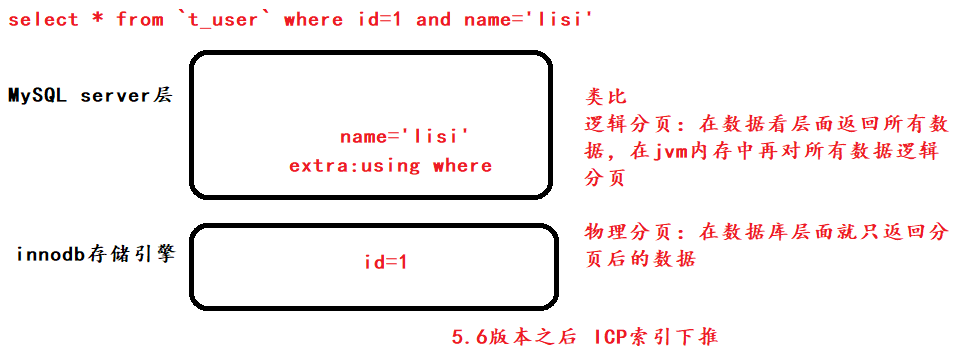 select * from `t_user` where id=1 and name='lisi'
MySQL server层
name='lisi'
extra:using where
类比
逻辑分页：在数据看层面返回所有数
据，在jvm内存中再对所有数据逻辑
分页
innodb存储引擎
id=1
物理分页：在数据库层面就只返回分
页后的数据
5.6版本之后 ICP索引下推